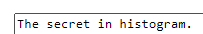 The secret in histogram.